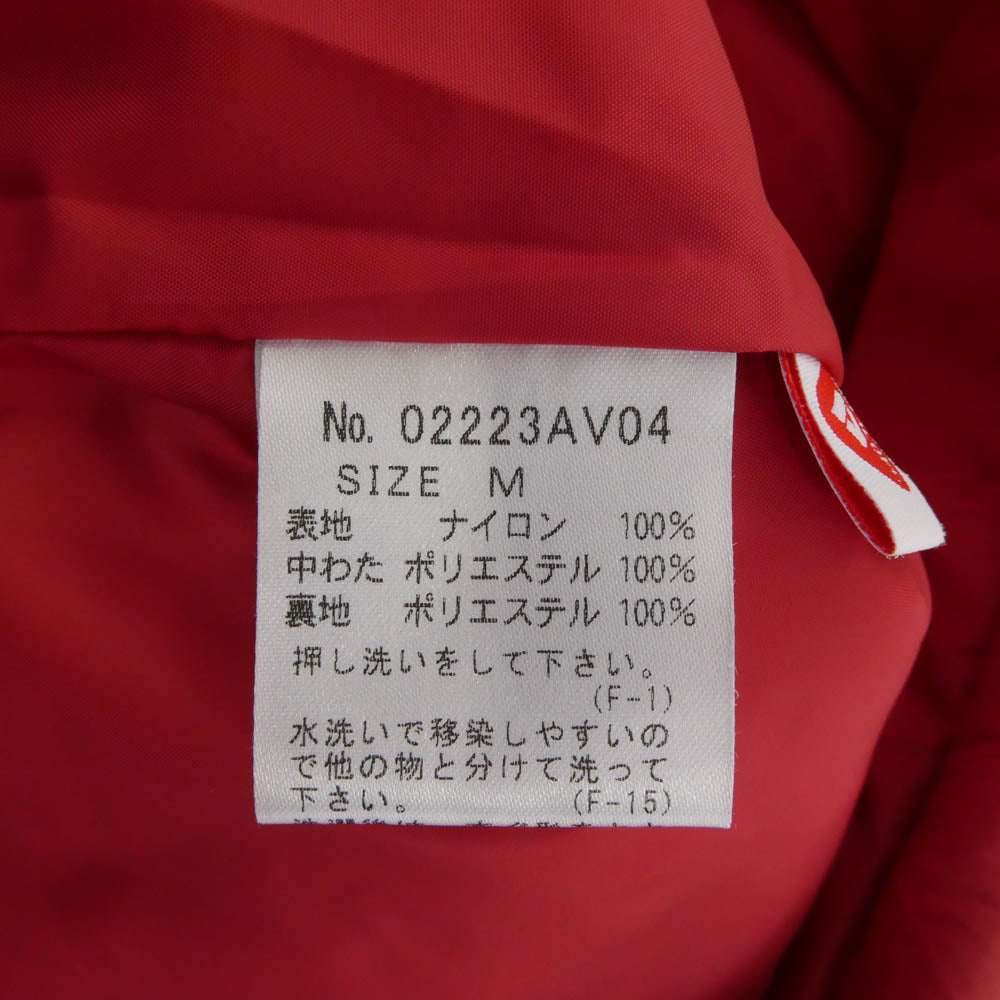 No. 02223AV04
SIZE M
表地 ナイロン 100%
中わた ポリエステル 100%
裏地 ポリエステル 100%
押し洗いをして下さい。
(F-1)
水洗いで移染しやすいの
で他の物と分けて洗って
下さい。 (F-15)